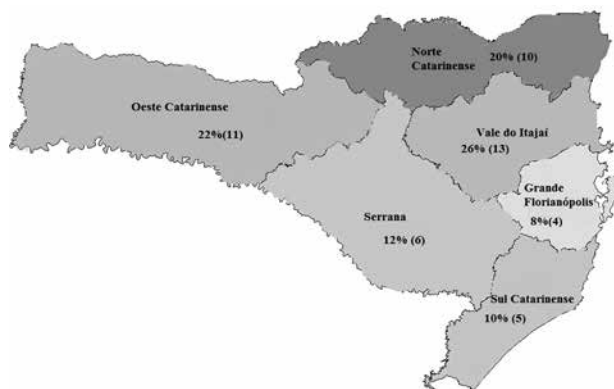 Norte
Catarinense
20% (10)
Oeste Catarinense
22%(11)
Vale do Itajaí
26% (13)
Grande
Florianópolis
8%(4)
Serrana
12% (6)
Sul Catarinense
10% (5)